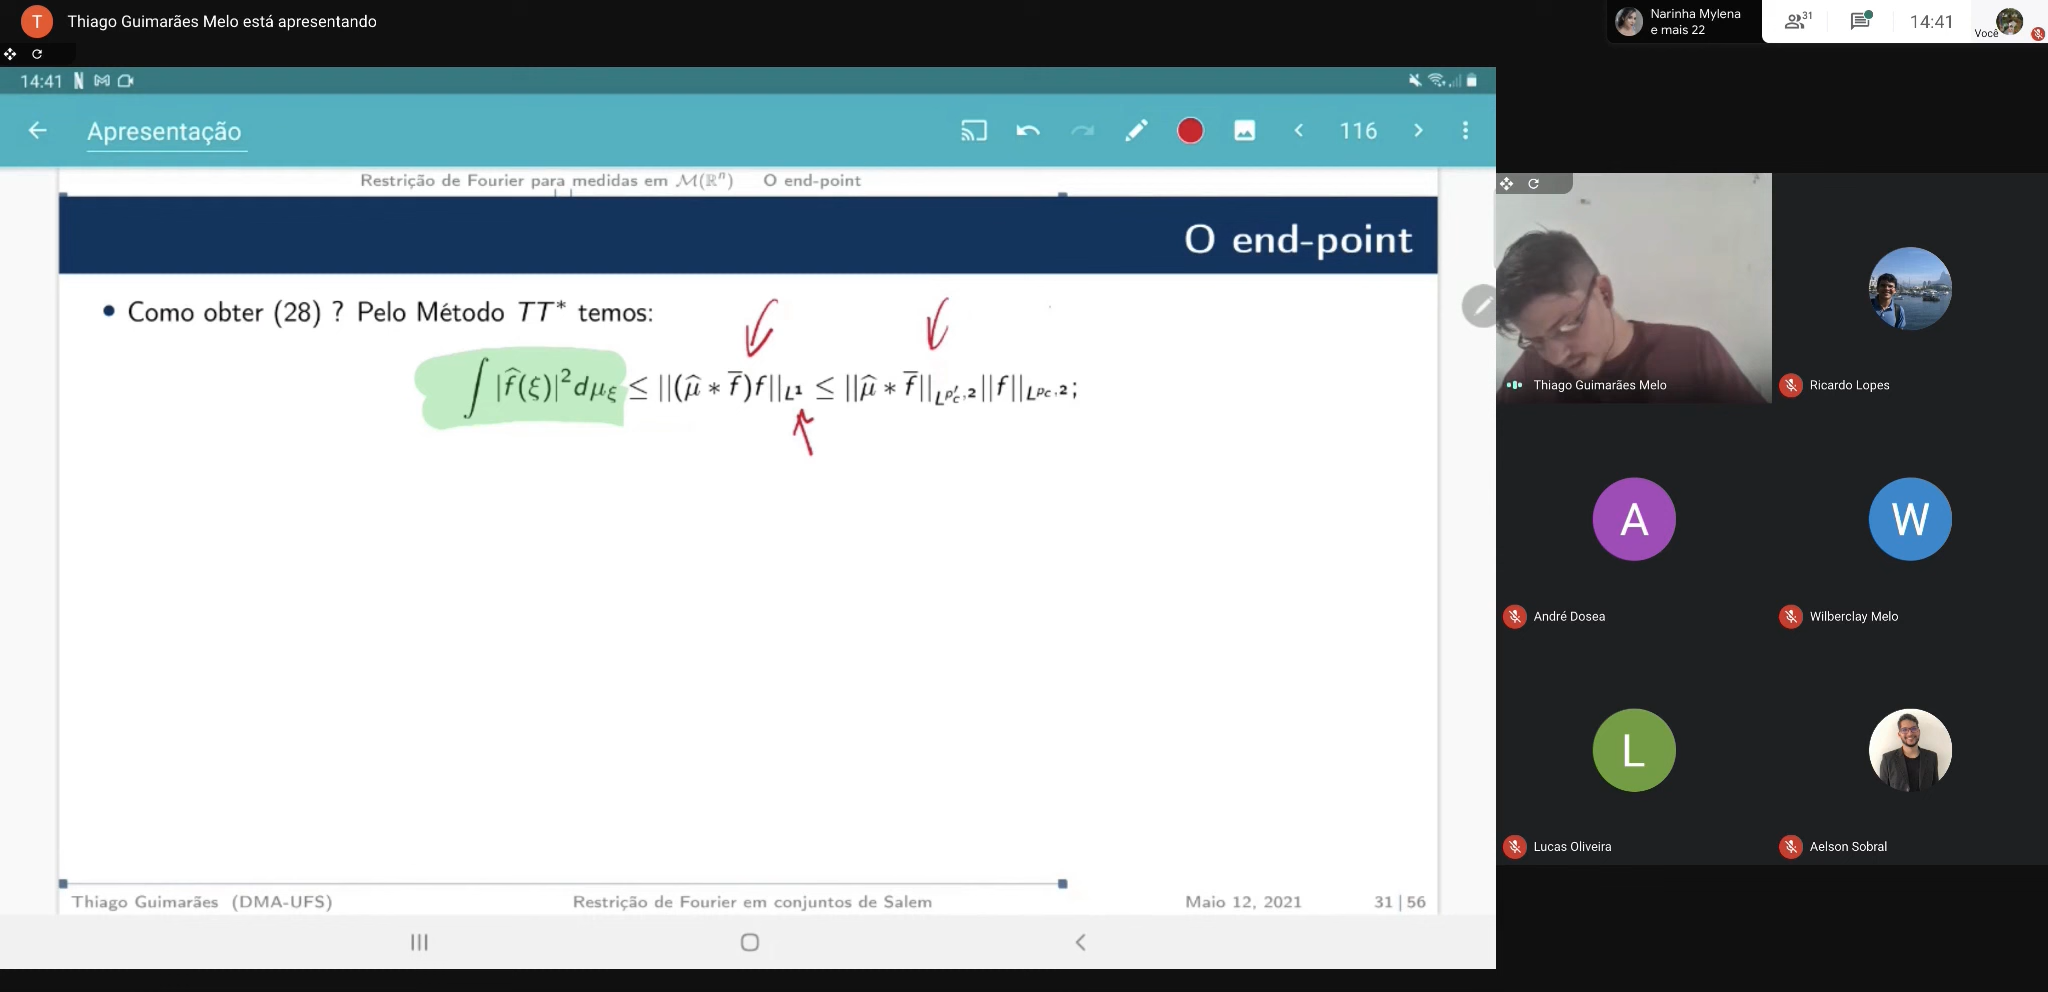 T Thiago Guimarães Melo está apresentando
Narinha Mylena
e mais 22
31
14:41
Você
14:41
Apresentação
116
Restrição de Fourier para medidas em M(ℝⁿ) O end-point
O end-point
• Como obter (28) ? Pelo Método TT* temos:
∫ |f̂(ξ)|² dμ_ξ ≤ ||(μ̂ * f̄)f||_{L¹} ≤ ||μ̂ * f̄||_{L^{p'_c,2}} ||f||_{L^{p_c,2}};
Thiago Guimarães (DMA-UFS) Restrição de Fourier em conjuntos de Salem Maio 12, 2021 31 | 56
Thiago Guimarães Melo
Ricardo Lopes
A
W
André Dosea
Wilberclay Melo
L
Lucas Oliveira
Aelson Sobral